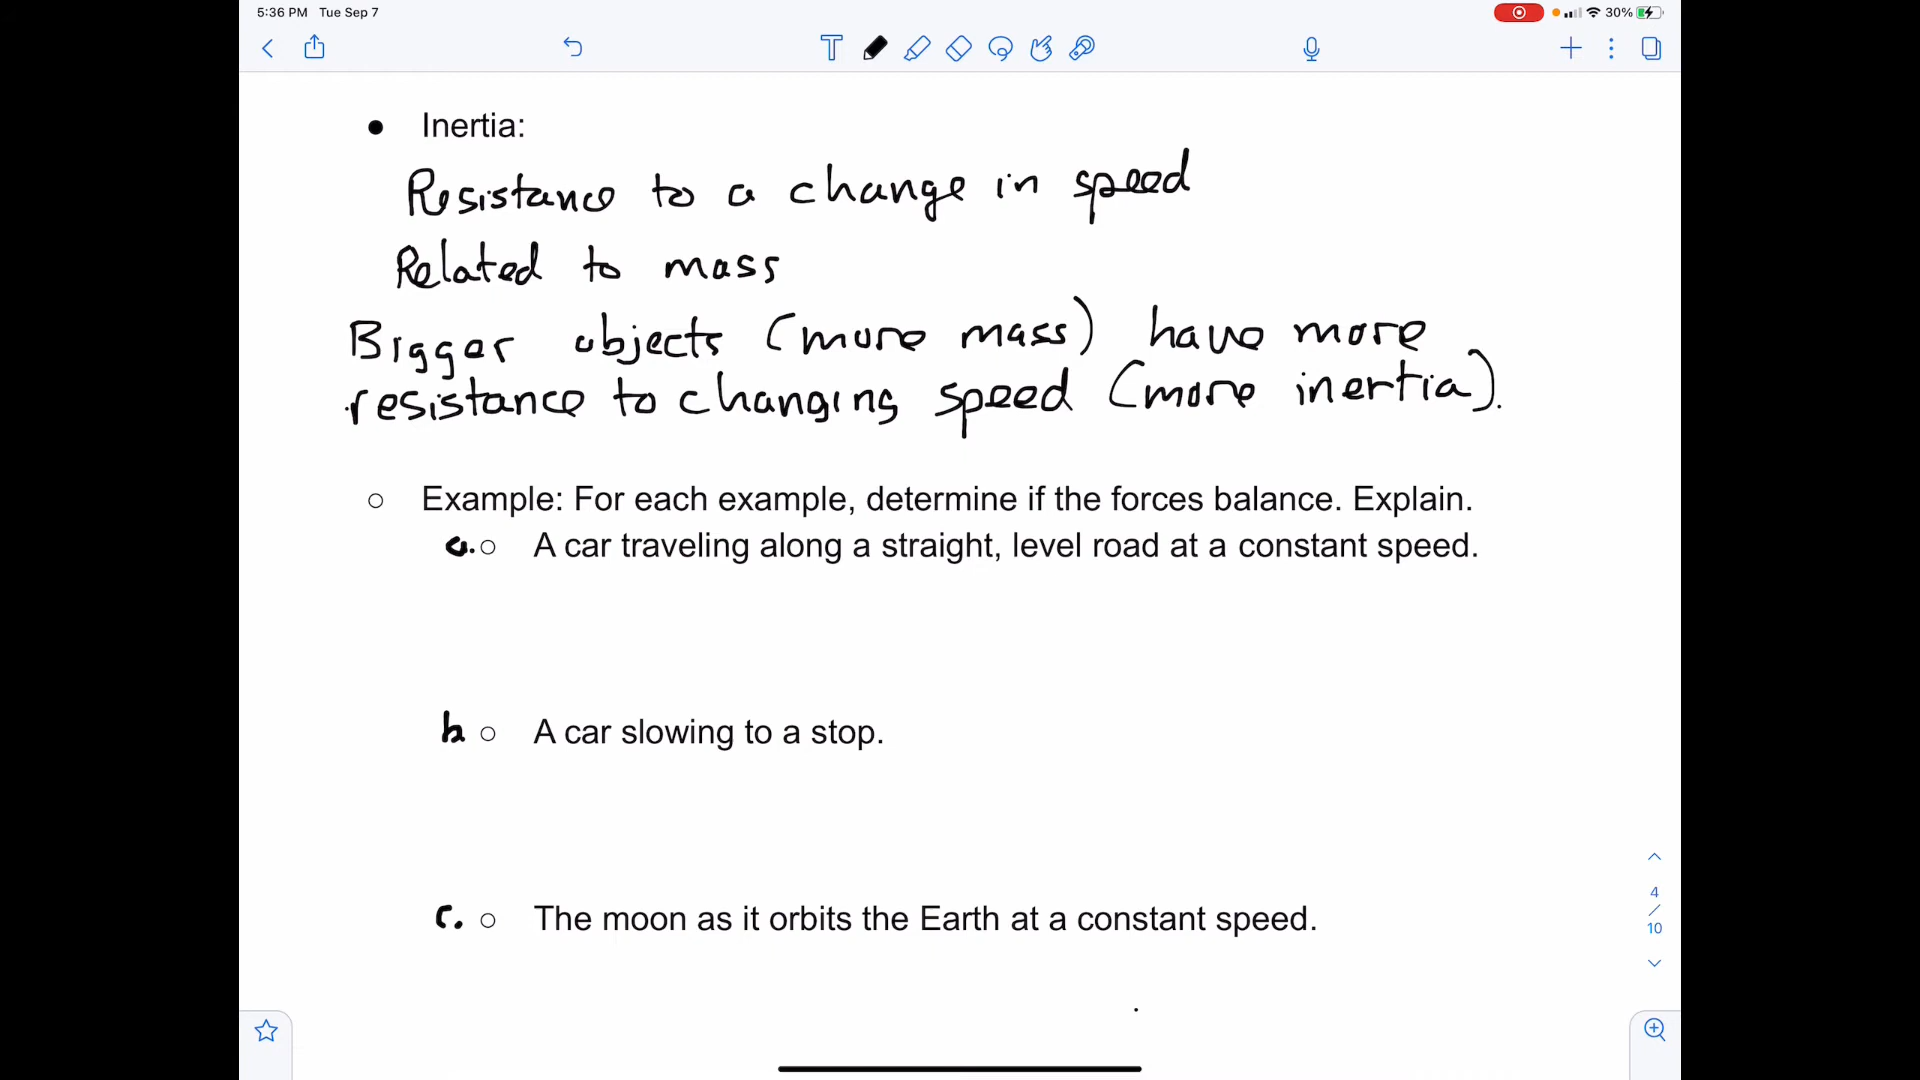 5:36 PM Tue Sep 7
30%
● Inertia:
Resistance to a change in speed
Related to mass
Bigger objects (more mass) have more
resistance to changing speed (more inertia).
○ Example: For each example, determine if the forces balance. Explain.
a. ○ A car traveling along a straight, level road at a constant speed.
b ○ A car slowing to a stop.
c. ○ The moon as it orbits the Earth at a constant speed.
4
/
10